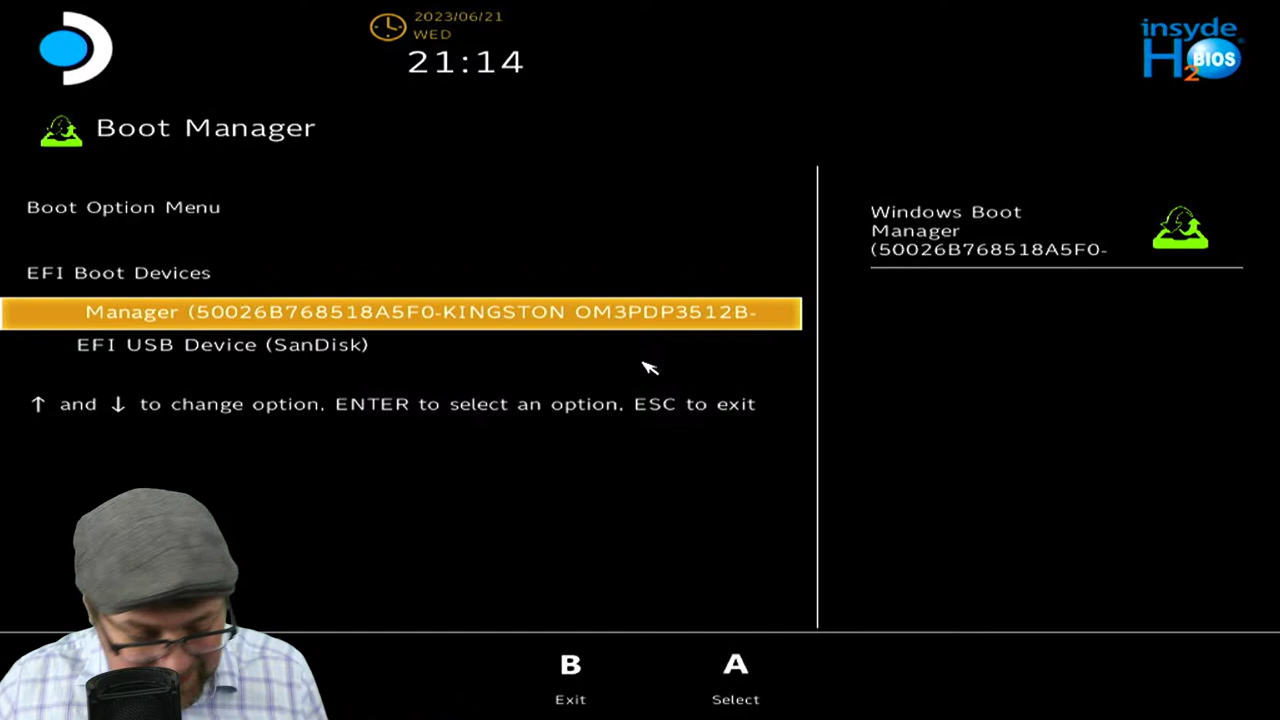 2023/06/21
WED
21:14
insyde
H2
BIOS
Boot Manager
Boot Option Menu
EFI Boot Devices
Manager (50026B768518A5F0-KINGSTON OM3PDP3512B-
EFI USB Device (SanDisk)
↑ and ↓ to change option, ENTER to select an option, ESC to exit
Windows Boot
Manager
(50026B768518A5F0-
B
Exit
A
Select